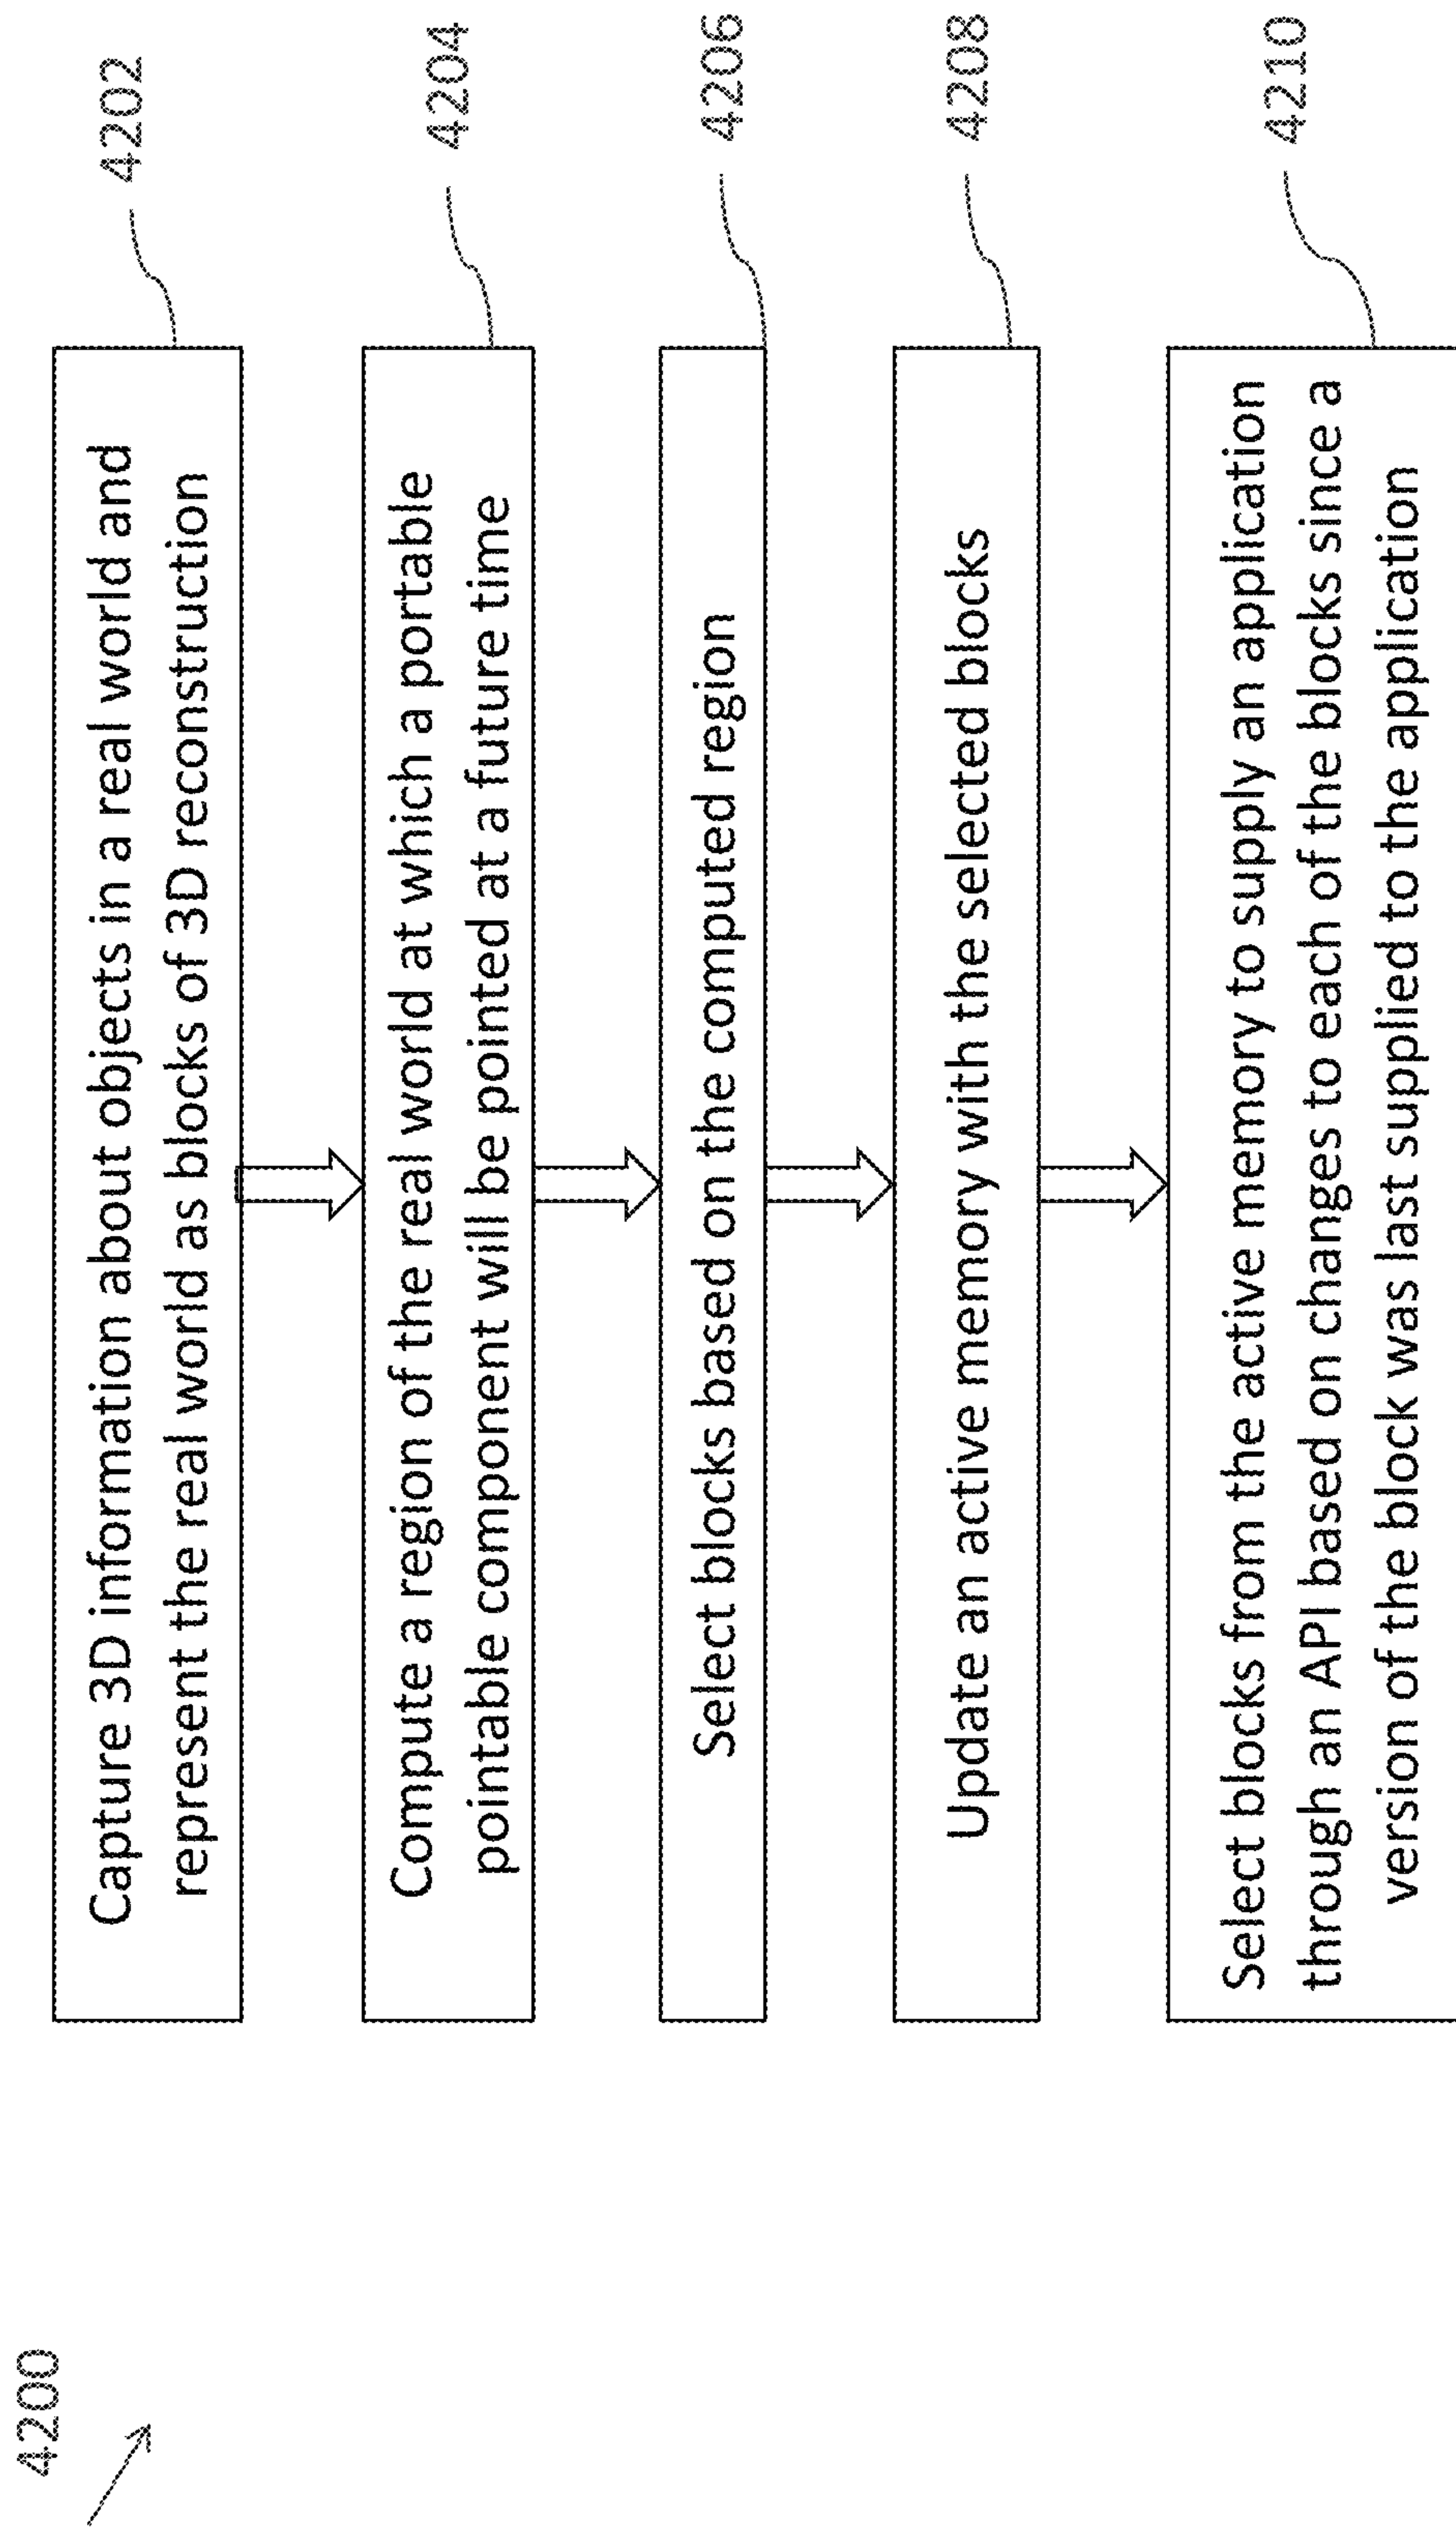 4200
Capture 3D information about objects in a real world and
represent the real world as blocks of 3D reconstruction
4202
Compute a region of the real world at which a portable
pointable component will be pointed at a future time
4204
Select blocks based on the computed region
4206
Update an active memory with the selected blocks
4208
Select blocks from the active memory to supply an application
through an API based on changes to each of the blocks since a
version of the block was last supplied to the application
4210